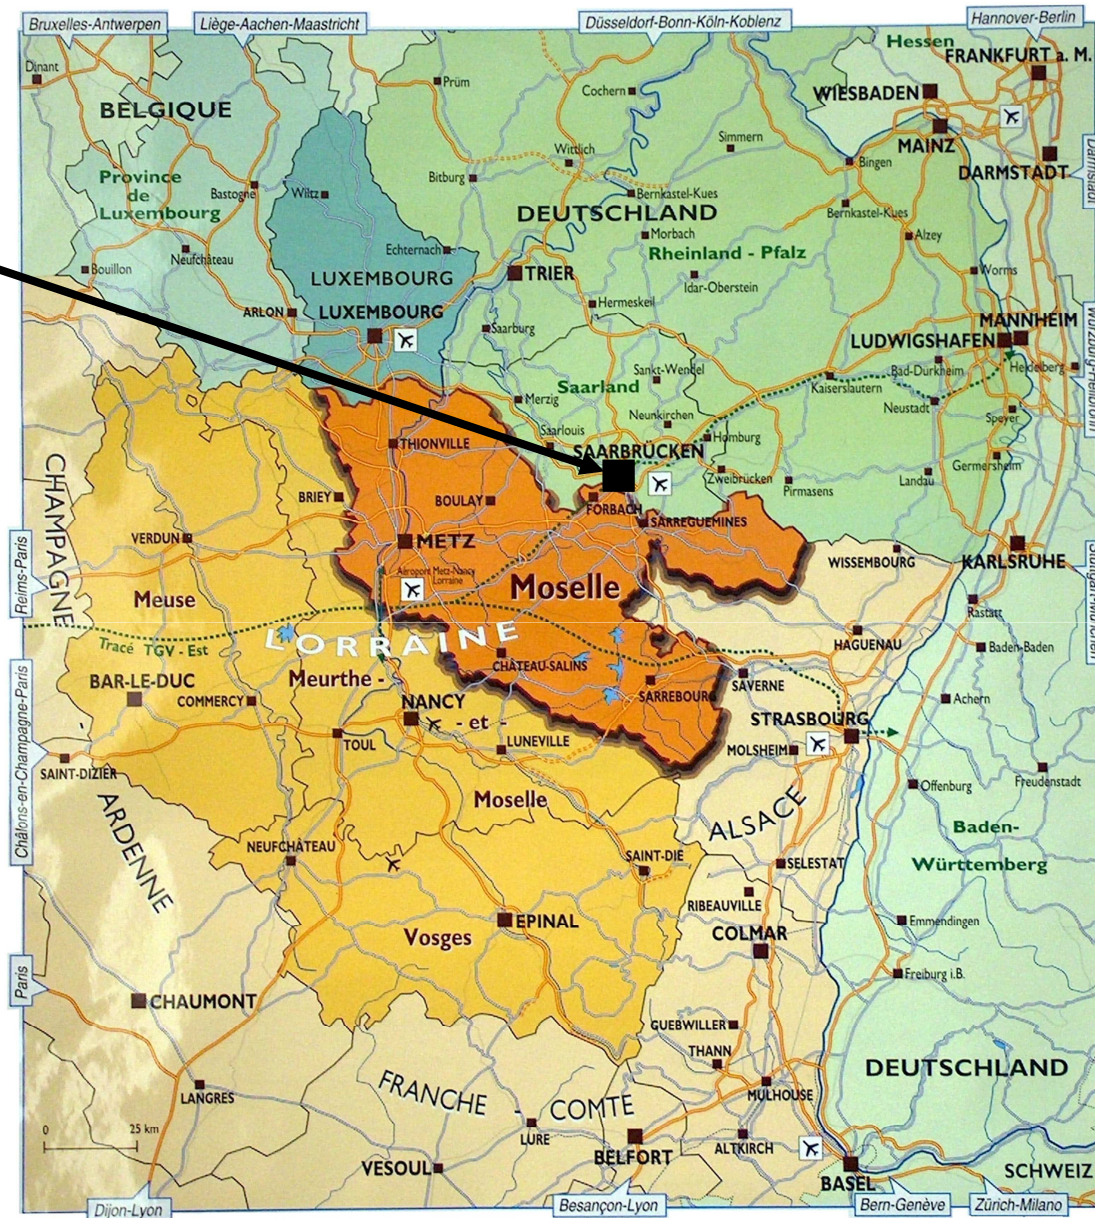 Bruxelles-Antwerpen
Liège-Aachen-Maastricht
Düsseldorf-Bonn-Köln-Koblenz
Hannover-Berlin
Hessen
FRANKFURT a. M.
Dinant
Prüm
Cochern
WIESBADEN
BELGIQUE
MAINZ
Simmern
Wittlich
Bingen
DARMSTADT
Darmstadt
Province
de
Luxembourg
Bastogne
Wiltz
Bitburg
Bernkastel-Kues
DEUTSCHLAND
Bernkastel-Kues
Morbach
Alzey
Echternach
Rheinland - Pfalz
Neufchâteau
Bouillon
LUXEMBOURG
TRIER
Idar-Oberstein
Worms
Hermeskeil
ARLON
LUXEMBOURG
Saarburg
MANNHEIM
LUDWIGSHAFEN
Würzburg-Heilbronn
Sankt-Wendel
Saarland
Kaiserslautern
Bad-Durkheim
Heidelberg
Merzig
Neunkirchen
Neustadt
Speyer
Saarlouis
Homburg
THIONVILLE
SAARBRÜCKEN
Germersheim
CHAMPAGNE
Zweibrücken
Landau
Pirmasens
BRIEY
BOULAY
FORBACH
SARREGUEMINES
VERDUN
METZ
WISSEMBOURG
KARLSRUHE
Reims-Paris
Aéroport Metz-Nancy
Lorraine
Moselle
Meuse
Rastatt
LORRAINE
Tracé TGV - Est
HAGUENAU
Baden-Baden
CHÂTEAU-SALINS
BAR-LE-DUC
Meurthe -
SARREBOURG
SAVERNE
COMMERCY
NANCY
Achern
- et -
STRASBOURG
TOUL
LUNEVILLE
MOLSHEIM
SAINT-DIZIER
Châlons-en-Champagne-Paris
Freudenstadt
Offenburg
ARDENNE
Moselle
ALSACE
Baden-
Württemberg
NEUFCHÂTEAU
SAINT-DIE
SELESTAT
RIBEAUVILLE
EPINAL
Emmendingen
Vosges
COLMAR
Freiburg i.B.
Paris
CHAUMONT
GUEBWILLER
THANN
DEUTSCHLAND
LANGRES
FRANCHE - COMTE
MULHOUSE
0 25 km
LURE
BELFORT
ALTKIRCH
VESOUL
BASEL
SCHWEIZ
Dijon-Lyon
Besançon-Lyon
Bern-Genève
Zürich-Milano